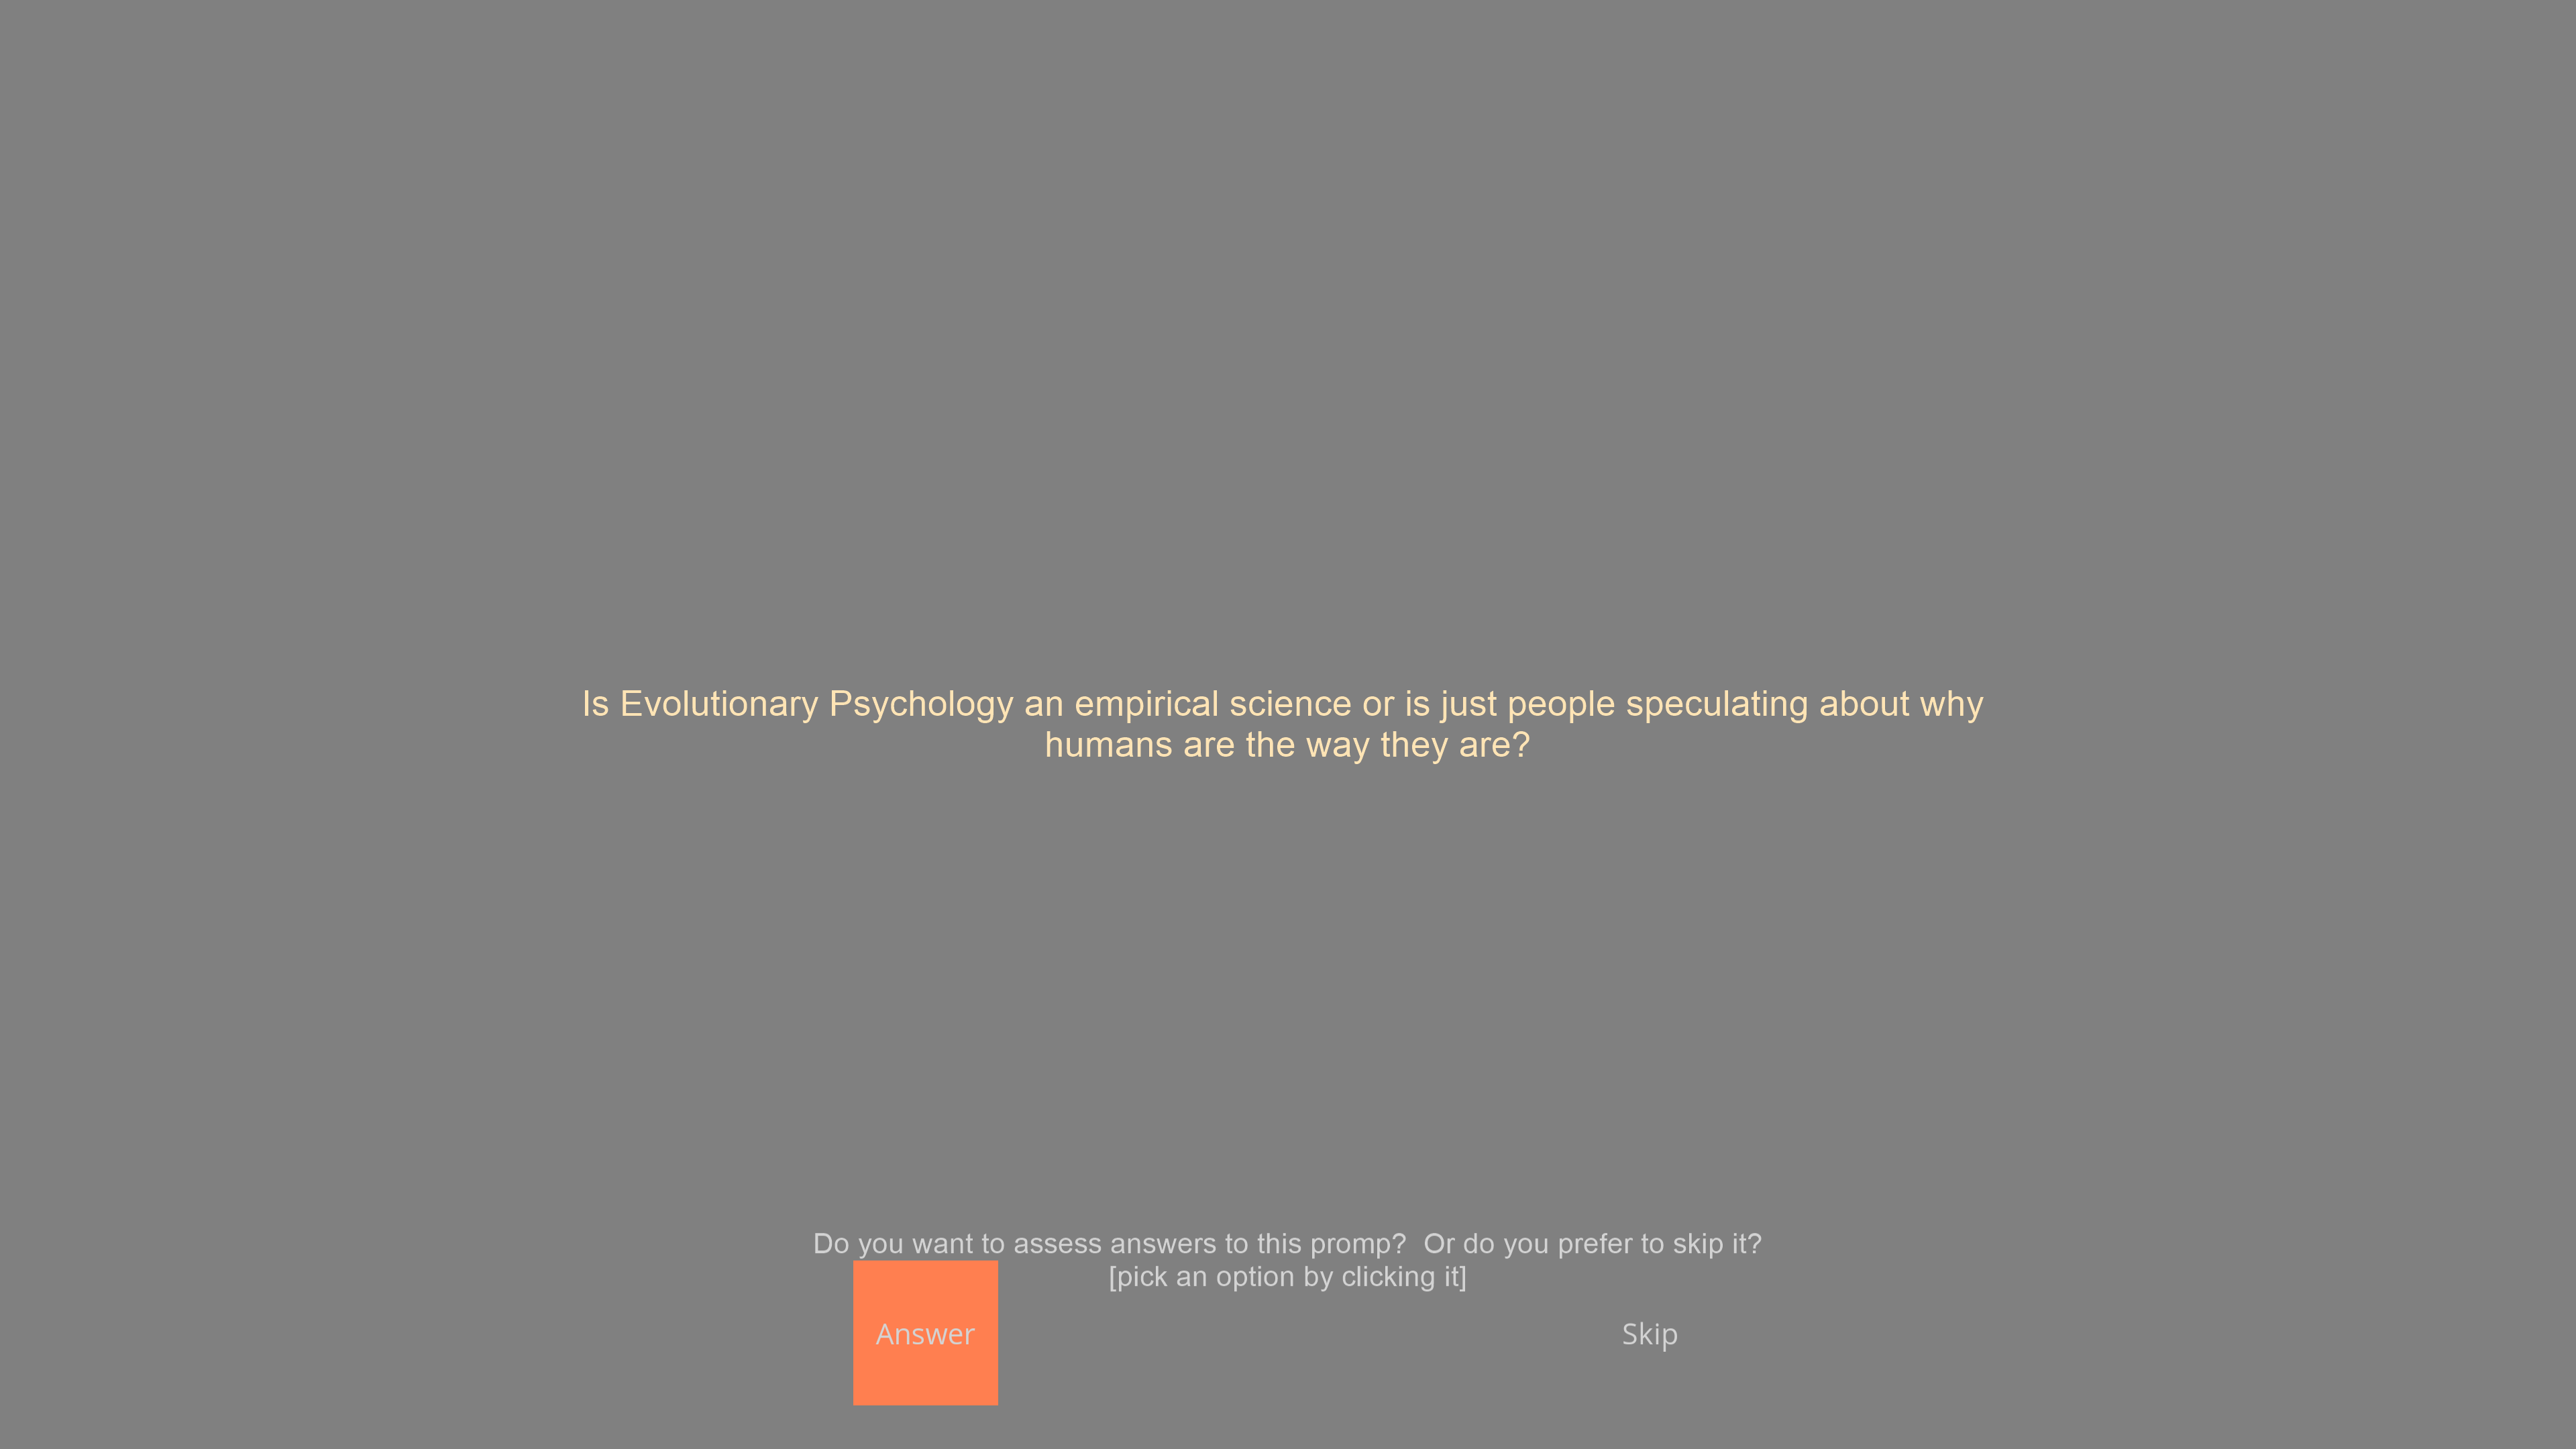 Is Evolutionary Psychology an empirical science or is just people speculating about why
humans are the way they are?
Do you want to assess answers to this promp?  Or do you prefer to skip it?
[pick an option by clicking it]
Answer
Skip